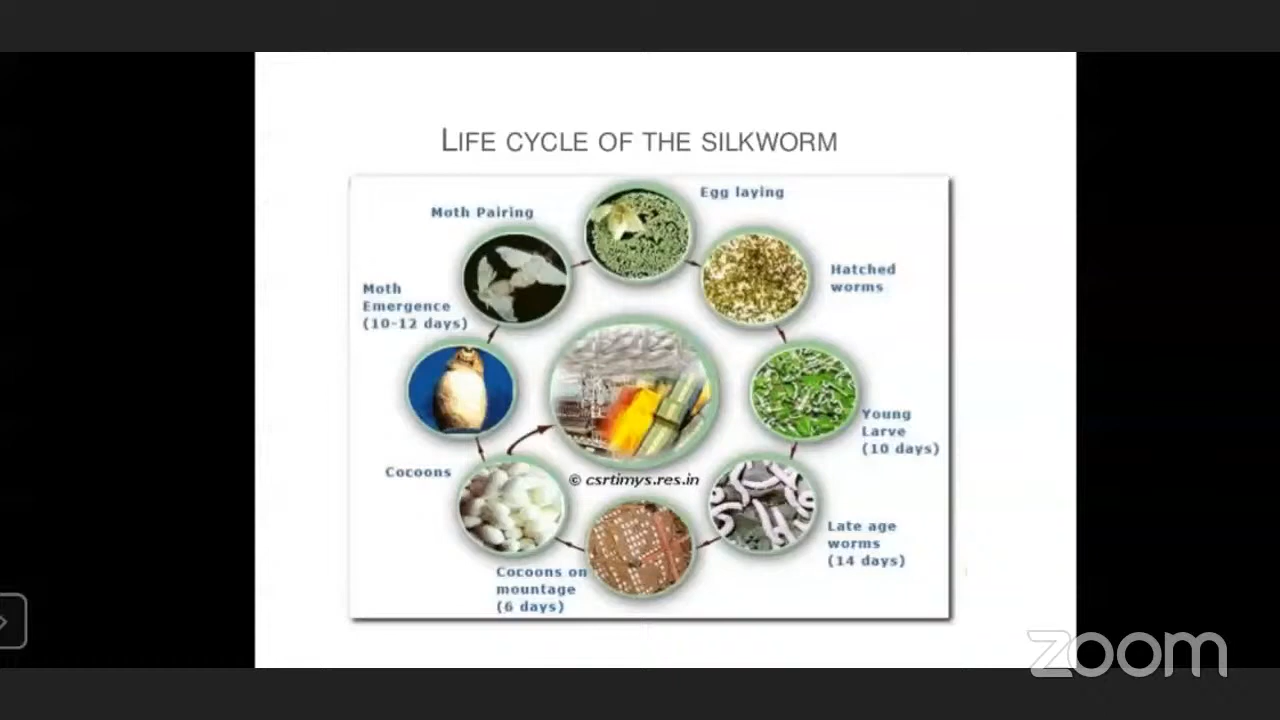 LIFE CYCLE OF THE SILKWORM
Egg laying
Moth Pairing
Hatched
worms
Moth
Emergence
(10-12 days)
Young
Larve
(10 days)
Cocoons
© csrtimys.res.in
Late age
worms
(14 days)
Cocoons on
mountage
(6 days)
zoom